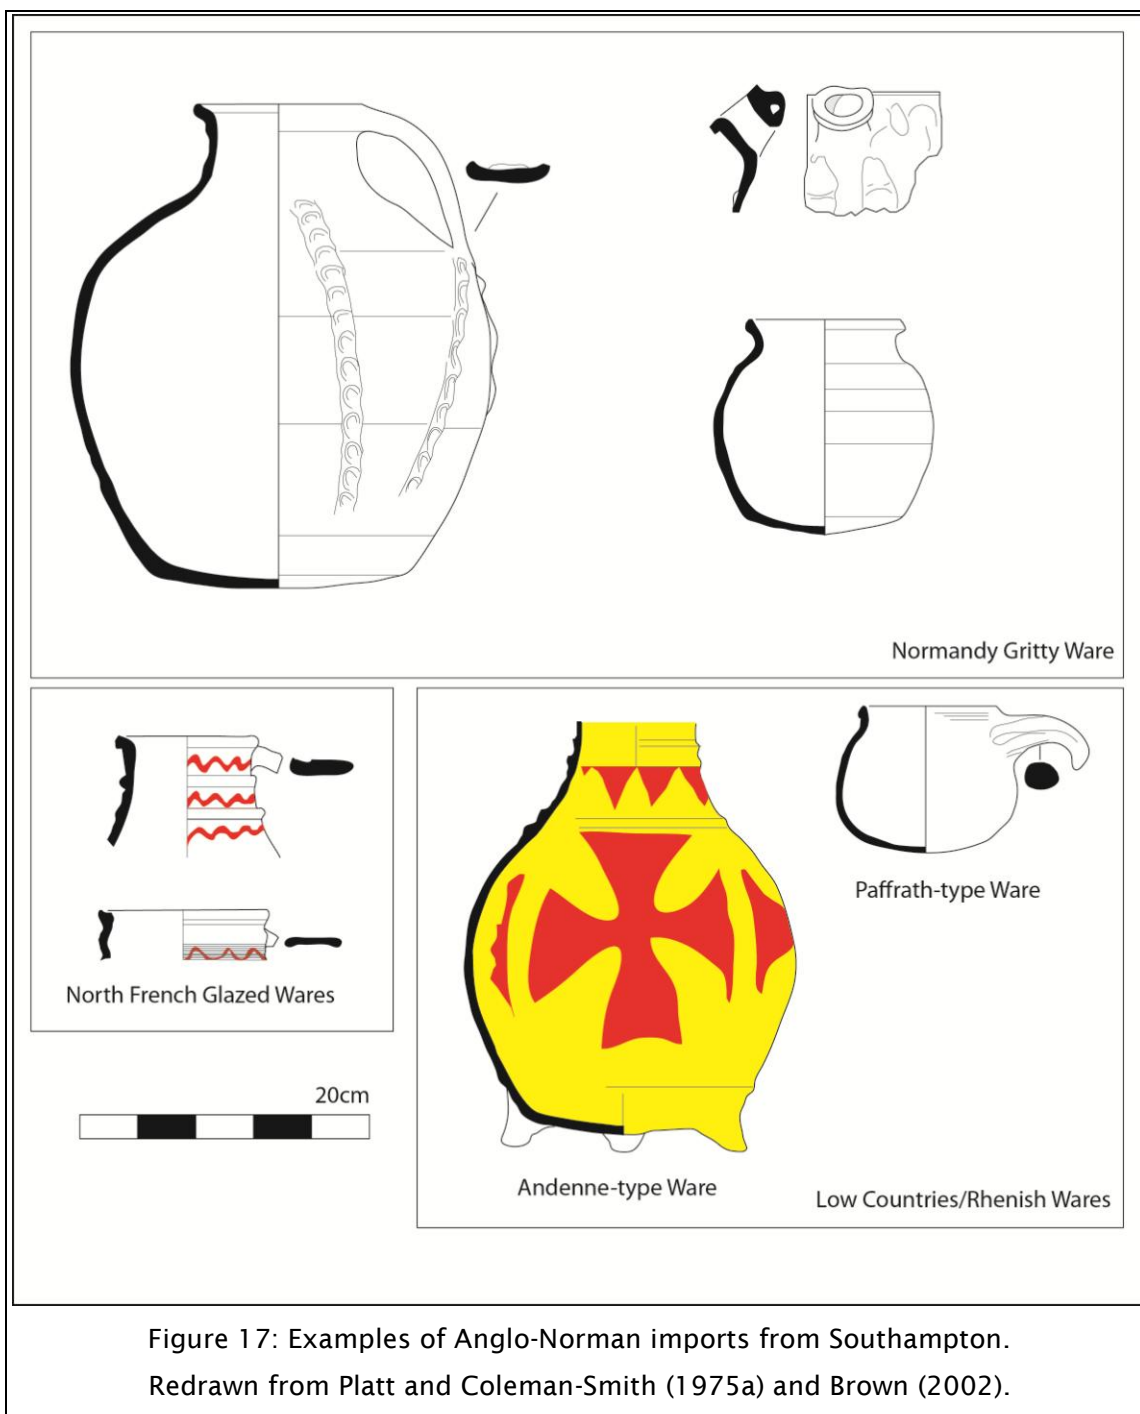 Normandy Gritty Ware
North French Glazed Wares
20cm
Paffrath-type Ware
Andenne-type Ware
Low Countries/Rhenish Wares
Figure 17: Examples of Anglo-Norman imports from Southampton.
Redrawn from Platt and Coleman-Smith (1975a) and Brown (2002).